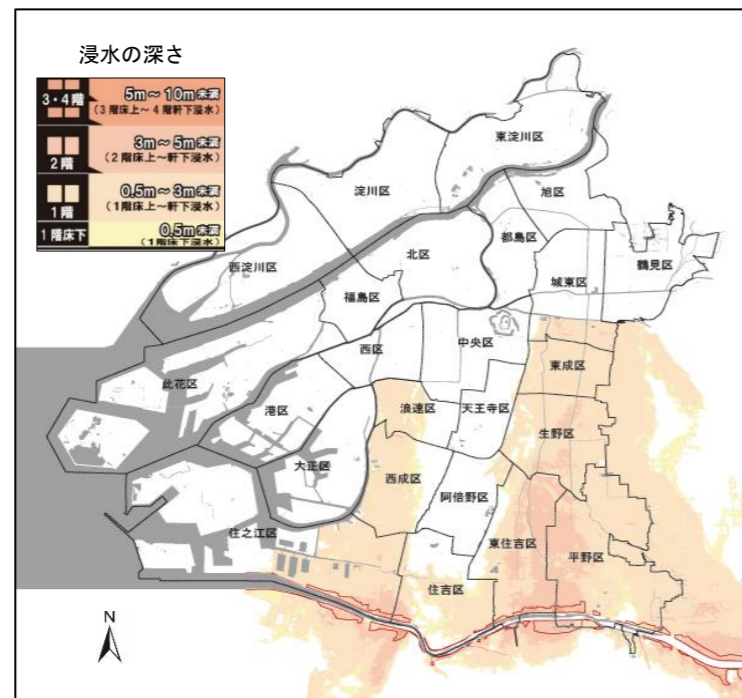 浸水の深さ
3・4階
5m～10m未満
(3階床上～4階軒下浸水)
2階
3m～5m未満
(2階床上～軒下浸水)
1階
0.5m～3m未満
(1階床上～軒下浸水)
1階床下
0.5m未満
(1階床下浸水)
東淀川区
淀川区
旭区
都島区
北区
鶴見区
城東区
西淀川区
福島区
西区
中央区
東成区
此花区
港区
浪速区
天王寺区
生野区
大正区
西成区
阿倍野区
住之江区
東住吉区
平野区
住吉区
N